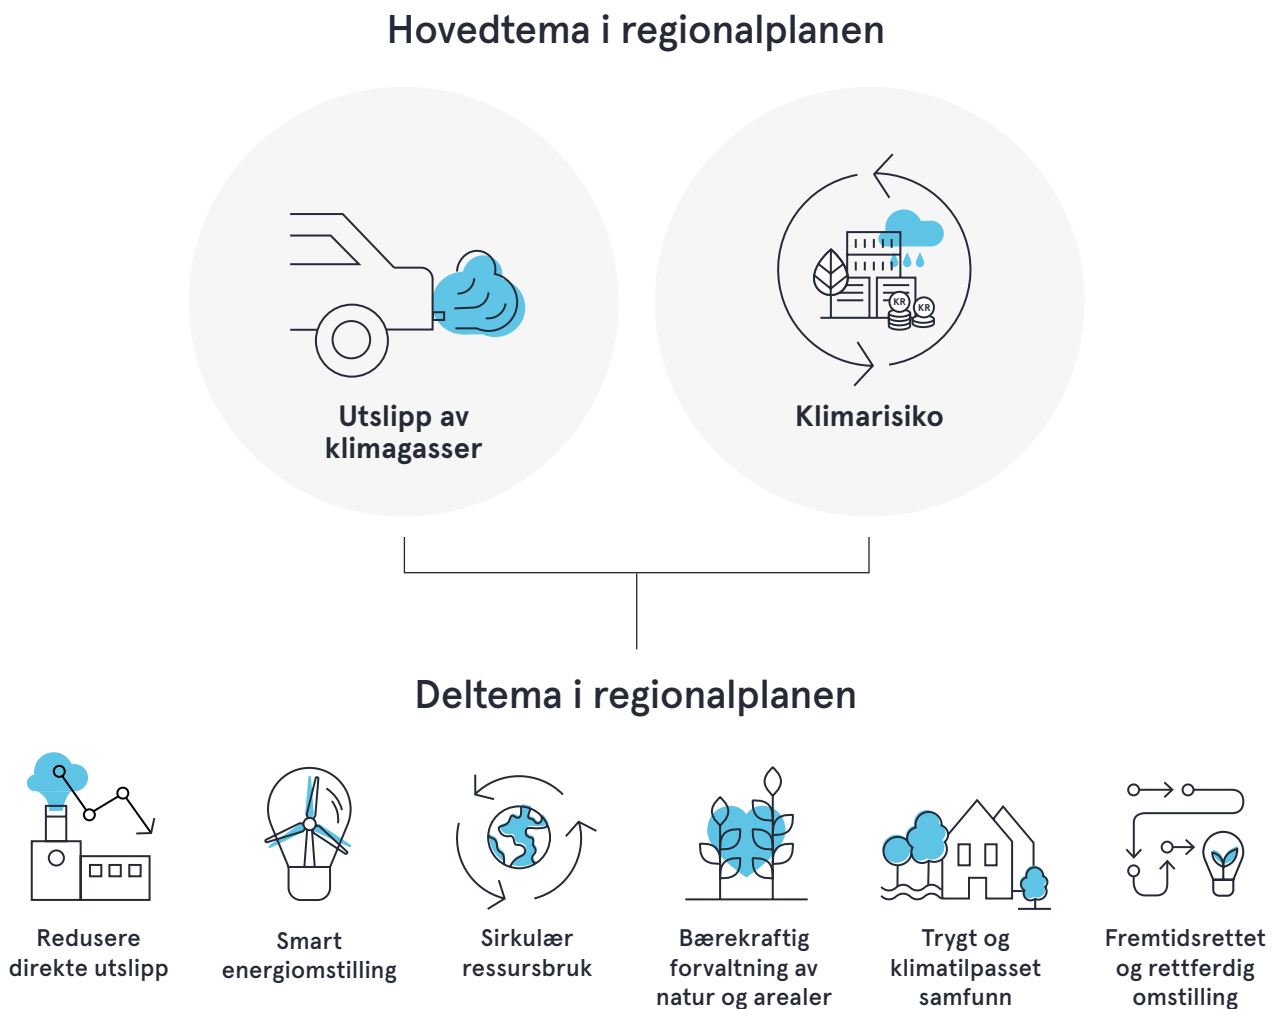 Hovedtema i regionalplanen
KR
KR
Utslipp av
klimagasser
Klimarisiko
Deltema i regionalplanen
Redusere
direkte utslipp
Smart
energiomstilling
Sirkulær
ressursbruk
Bærekraftig
forvaltning av
natur og arealer
Trygt og
klimatilpasset
samfunn
Fremtidsrettet
og rettferdig
omstilling